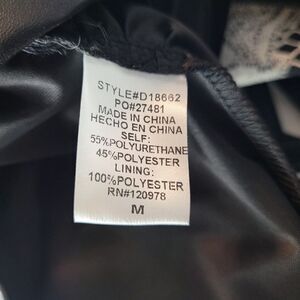 STYLE#D18662
PO#27481
MADE IN CHINA
HECHO EN CHINA
SELF:
55%POLYURETHANE
45%POLYESTER
LINING:
100%POLYESTER
RN#120978
M